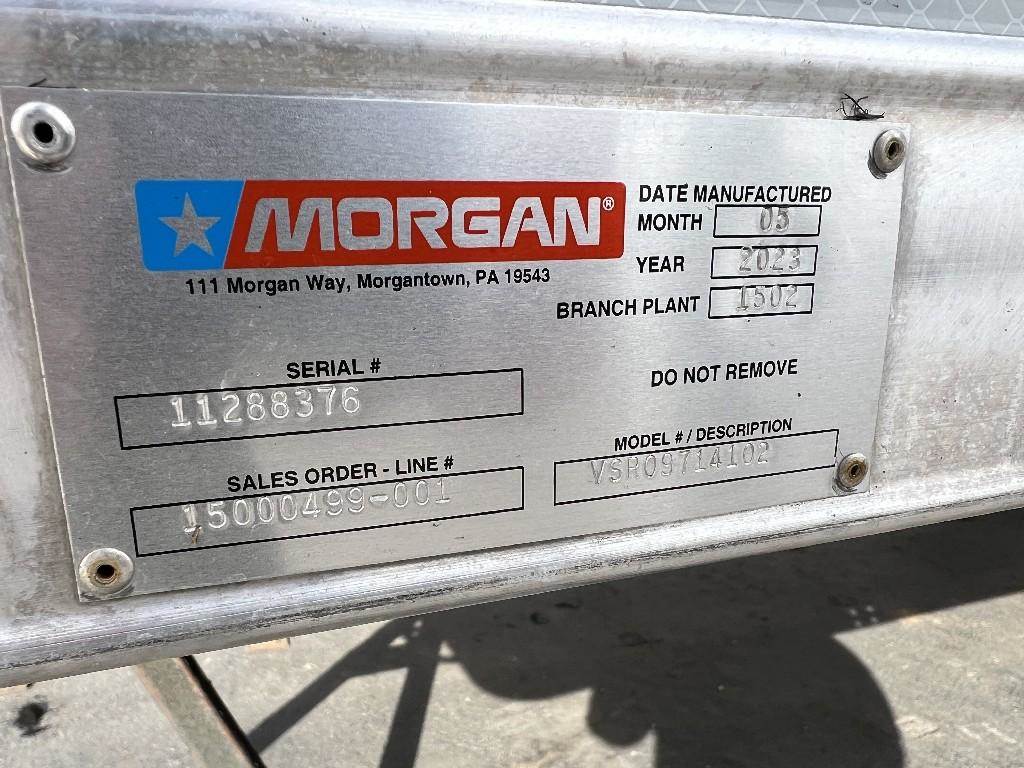 MORGAN®
111 Morgan Way, Morgantown, PA 19543
DATE MANUFACTURED
MONTH 05
YEAR 2023
BRANCH PLANT 1502
SERIAL #
11288376
DO NOT REMOVE
SALES ORDER - LINE #
15000499-001
MODEL # / DESCRIPTION
VSR09714102